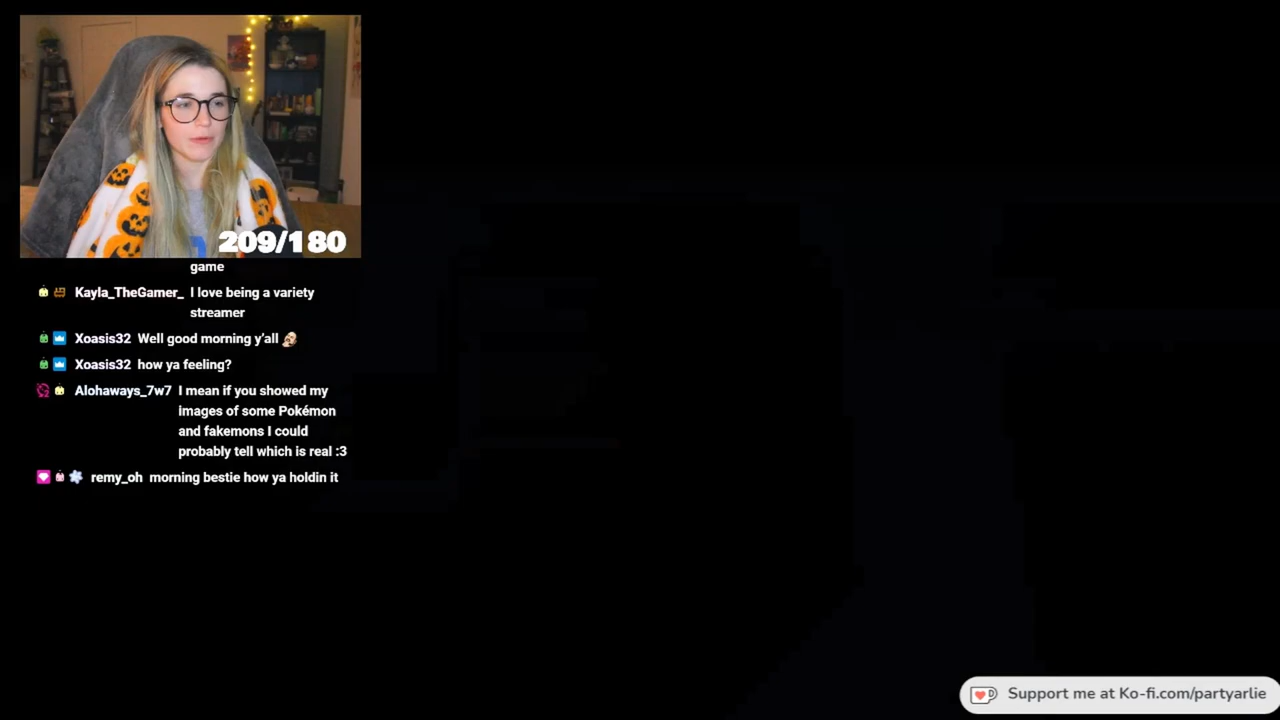 209/180
game
Kayla_TheGamer_ I love being a variety
streamer
Xoasis32 Well good morning y'all
Xoasis32 how ya feeling?
Alohaways_7w7 I mean if you showed my
images of some Pokémon
and fakemons I could
probably tell which is real :3
remy_oh morning bestie how ya holdin it
Support me at Ko-fi.com/partyarlie